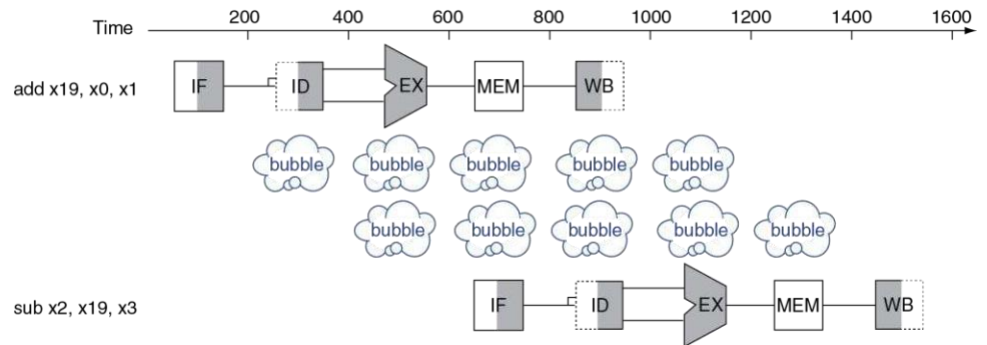 Time 200 400 600 800 1000 1200 1400 1600
add x19, x0, x1 IF ID EX MEM WB
bubble bubble bubble bubble bubble
bubble bubble bubble bubble bubble
sub x2, x19, x3 IF ID EX MEM WB